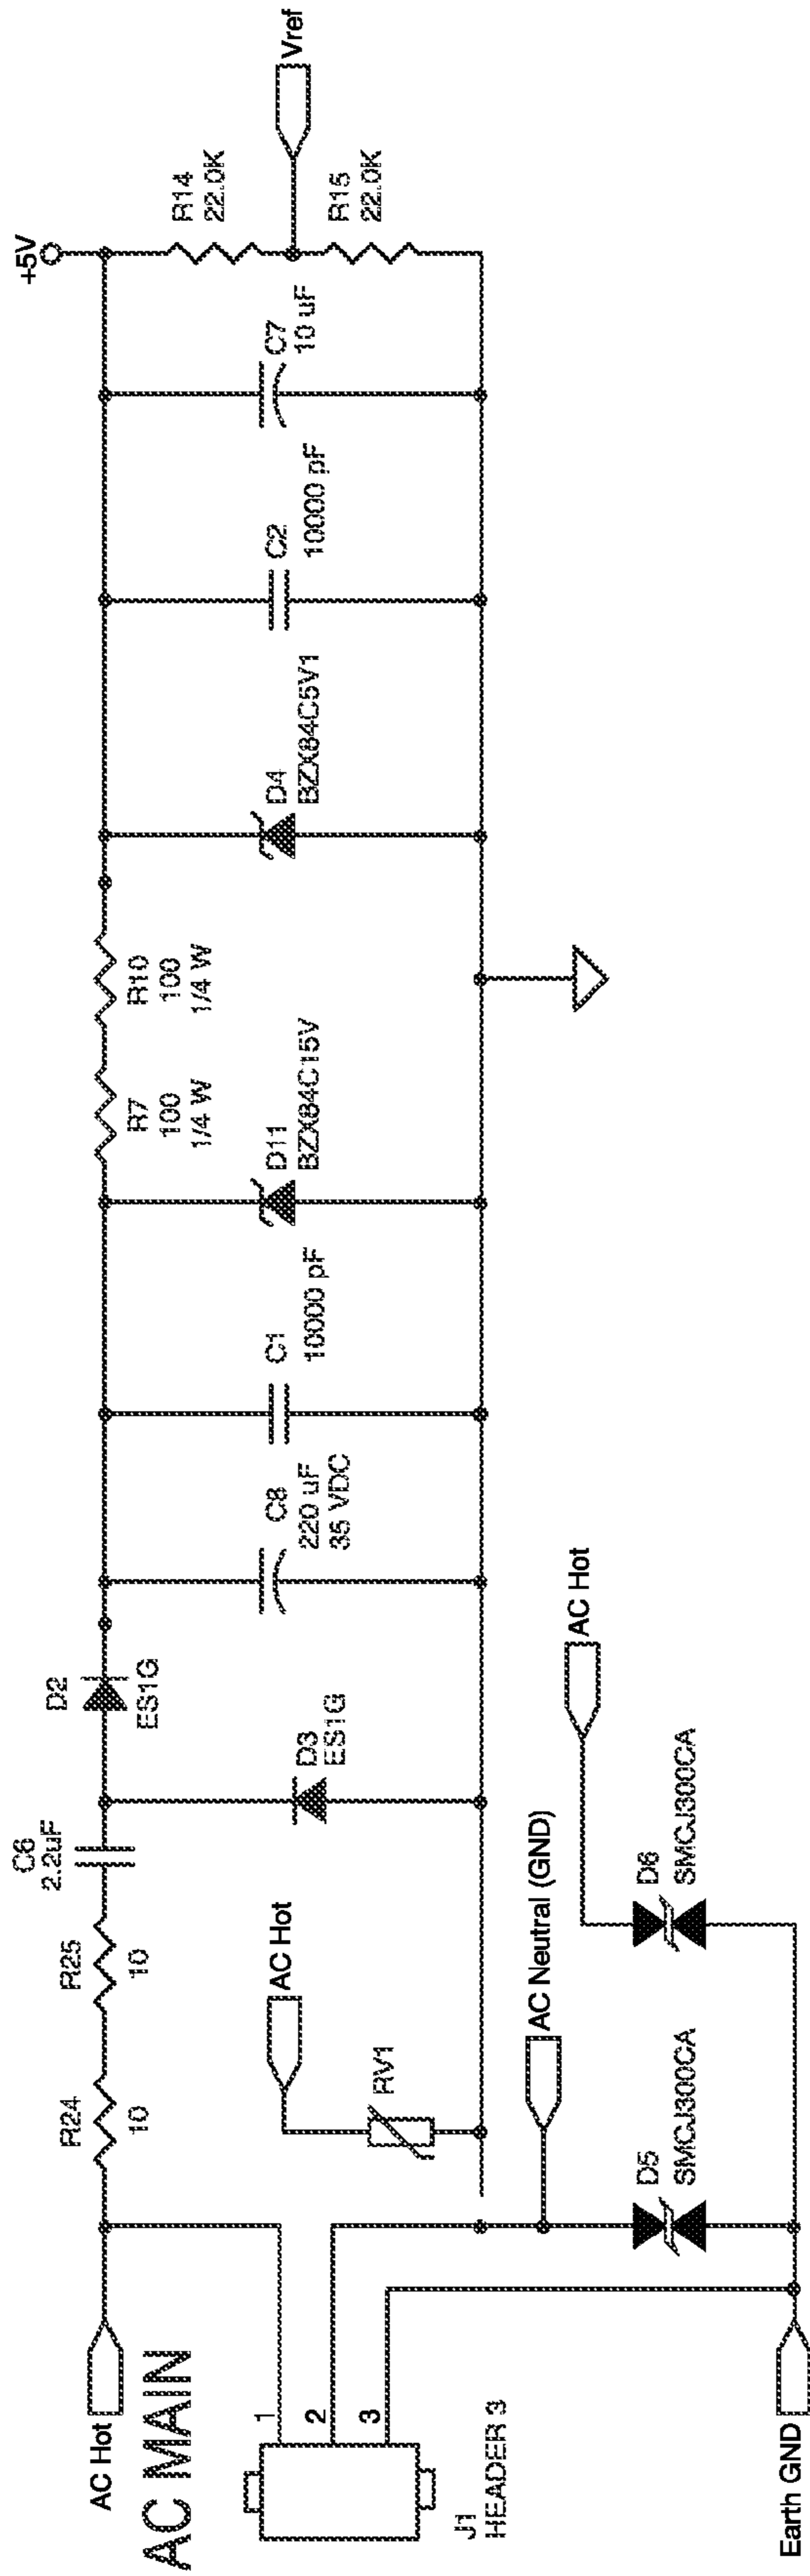 AC MAIN
AC Hot
R24
10
R25
10
C6
2.2uF
D2
ES1G
D3
ES1G
C8
220 uF
35 VDC
C1
10000 pF
D11
BZX84C15V
R7
100
1/4 W
R10
100
1/4 W
D4
BZX84C5V1
C2
10000 pF
C7
10 uF
+5V
R14
22.0K
Vref
R15
22.0K
AC Hot
RV1
1
2
3
J1
HEADER 3
AC Neutral (GND)
AC Hot
D5
SMCJ300CA
D6
SMCJ300CA
Earth GND